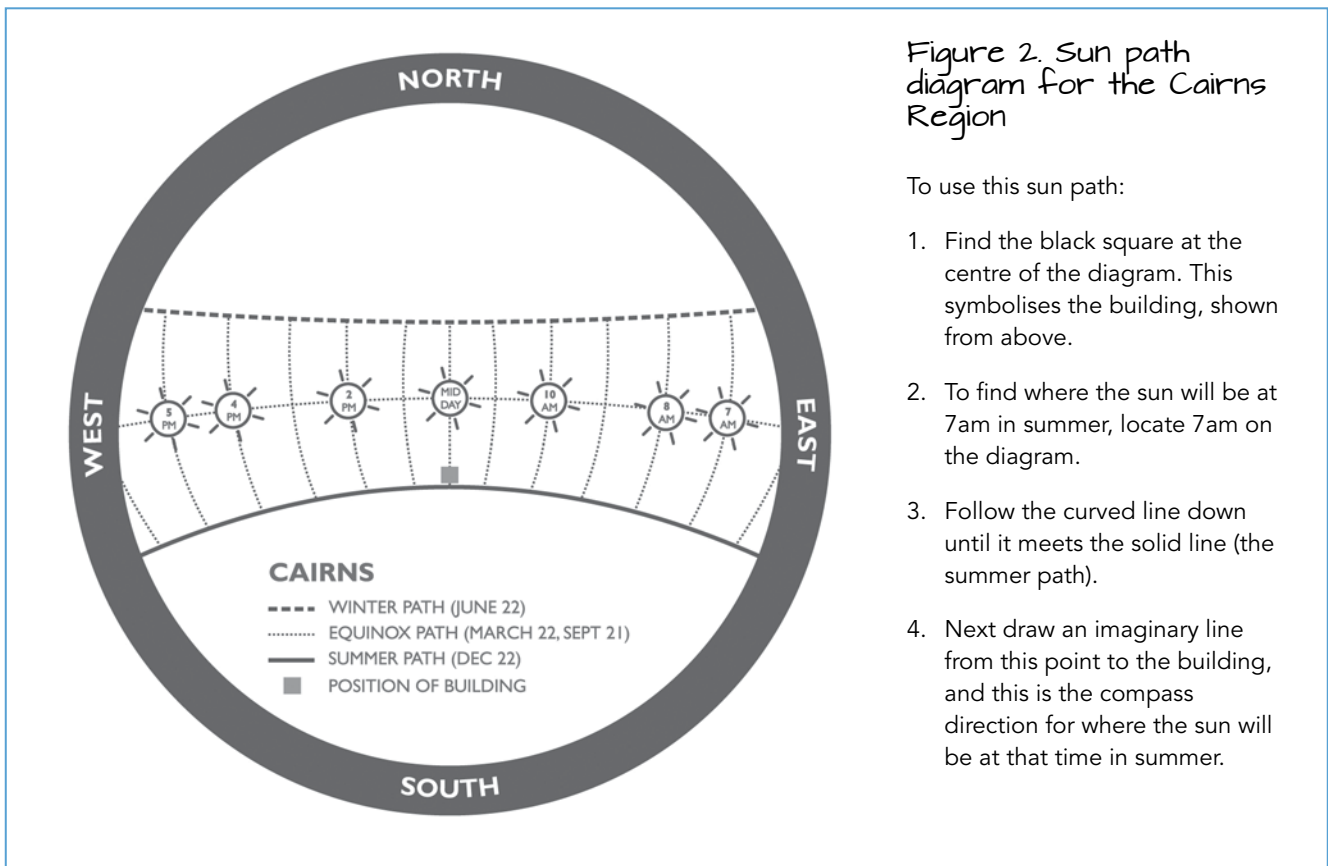 NORTH
WEST
EAST
5
PM
4
PM
2
PM
MID
DAY
10
AM
8
AM
7
AM
CAIRNS
WINTER PATH (JUNE 22)
EQUINOX PATH (MARCH 22, SEPT 21)
SUMMER PATH (DEC 22)
POSITION OF BUILDING
SOUTH
Figure 2. Sun path
diagram for the Cairns
Region
To use this sun path:
1. Find the black square at the
centre of the diagram. This
symbolises the building, shown
from above.
2. To find where the sun will be at
7am in summer, locate 7am on
the diagram.
3. Follow the curved line down
until it meets the solid line (the
summer path).
4. Next draw an imaginary line
from this point to the building,
and this is the compass
direction for where the sun will
be at that time in summer.